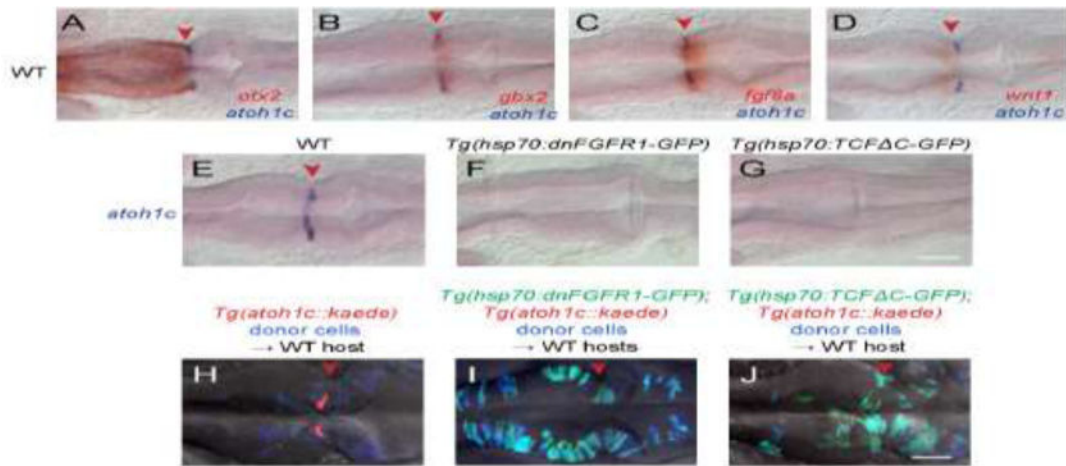 A
B
C
D
WT
otx2
atoh1c
gbx2
atoh1c
fgf8a
atoh1c
wnt1
atoh1c
WT
Tg(hsp70:dnFGFR1-GFP)
Tg(hsp70:TCFΔC-GFP)
E
F
G
atoh1c
Tg(atoh1c::kaede)
donor cells
→ WT host
Tg(hsp70:dnFGFR1-GFP);
Tg(atoh1c::kaede)
donor cells
→ WT hosts
Tg(hsp70:TCFΔC-GFP);
Tg(atoh1c::kaede)
donor cells
→ WT host
H
I
J